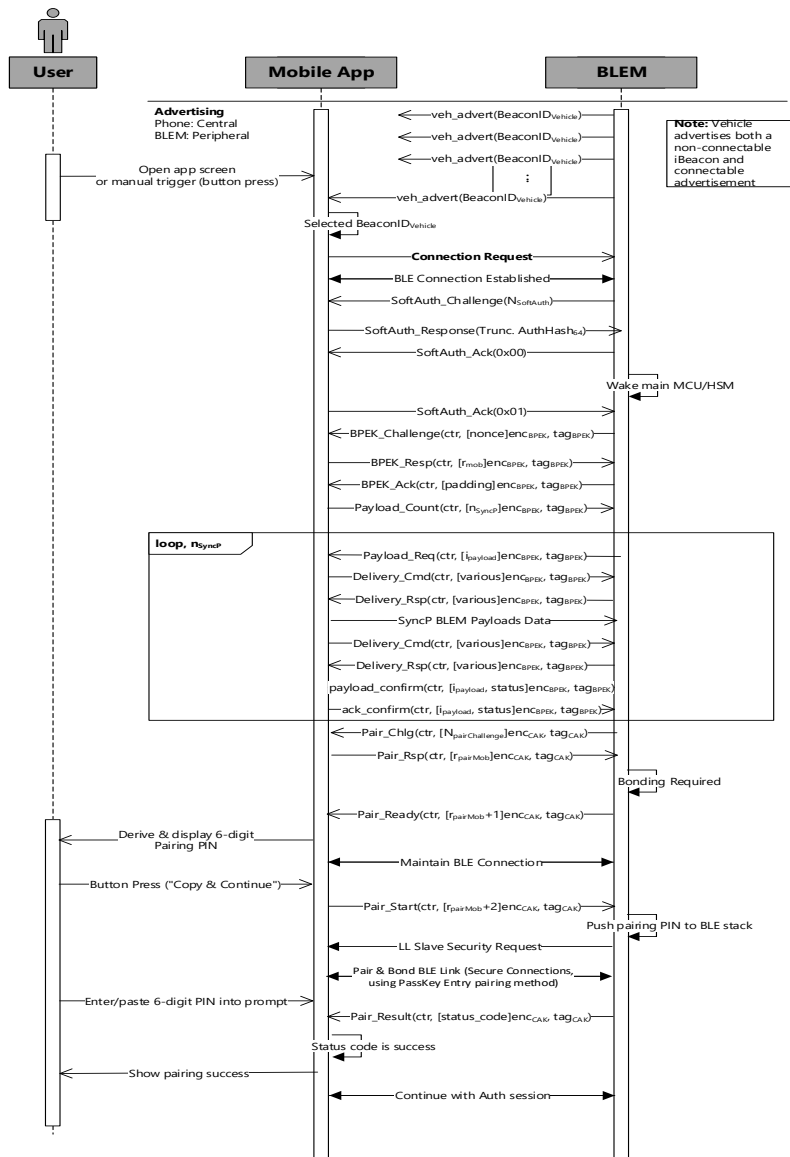 User
Mobile App
BLEM
Advertising
Phone: Central
BLEM: Peripheral
veh_advert(BeaconIDVehicle)
Note: Vehicle
advertises both a
non-connectable
iBeacon and
connectable
advertisement
veh_advert(BeaconIDVehicle)
veh_advert(BeaconIDVehicle)
Open app screen
or manual trigger (button press)
:
veh_advert(BeaconIDVehicle)
Selected BeaconIDVehicle
Connection Request
BLE Connection Established
SoftAuth_Challenge(NSoftAuth)
SoftAuth_Response(Trunc. AuthHash64)
SoftAuth_Ack(0x00)
Wake main MCU/HSM
SoftAuth_Ack(0x01)
BPEK_Challenge(ctr, [nonce]encBPEK, tagBPEK)
BPEK_Resp(ctr, [rmob]encBPEK, tagBPEK)
BPEK_Ack(ctr, [padding]encBPEK, tagBPEK)
Payload_Count(ctr, [nSyncP]encBPEK, tagBPEK)
loop, nSyncP
Payload_Req(ctr, [ipayload]encBPEK, tagBPEK)
Delivery_Cmd(ctr, [various]encBPEK, tagBPEK)
Delivery_Rsp(ctr, [various]encBPEK, tagBPEK)
SyncP BLEM Payloads Data
Delivery_Cmd(ctr, [various]encBPEK, tagBPEK)
Delivery_Rsp(ctr, [various]encBPEK, tagBPEK)
payload_confirm(ctr, [ipayload, status]encBPEK, tagBPEK)
ack_confirm(ctr, [ipayload, status]encBPEK, tagBPEK)
Pair_Chlg(ctr, [NpairChallenge]encCAK, tagCAK)
Pair_Rsp(ctr, [rpairMob]encCAK, tagCAK)
Bonding Required
Pair_Ready(ctr, [rpairMob+1]encCAK, tagCAK)
Derive & display 6-digit
Pairing PIN
Maintain BLE Connection
Button Press ("Copy & Continue")
Pair_Start(ctr, [rpairMob+2]encCAK, tagCAK)
Push pairing PIN to BLE stack
LL Slave Security Request
Pair & Bond BLE Link (Secure Connections,
using PassKey Entry pairing method)
Enter/paste 6-digit PIN into prompt
Pair_Result(ctr, [status_code]encCAK, tagCAK)
Status code is success
Show pairing success
Continue with Auth session